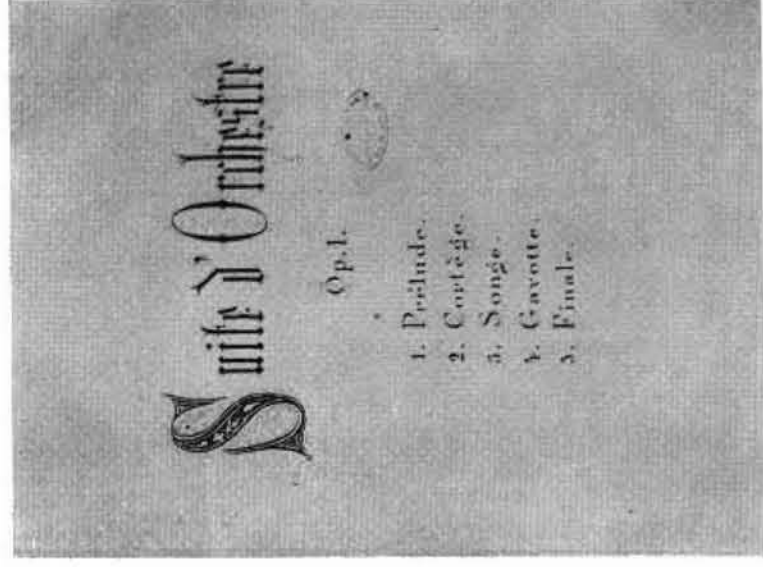 Suite d'Orchestre
Op.1.
1. Prélude.
2. Cortège.
3. Songe.
4. Gavotte.
5. Finale.